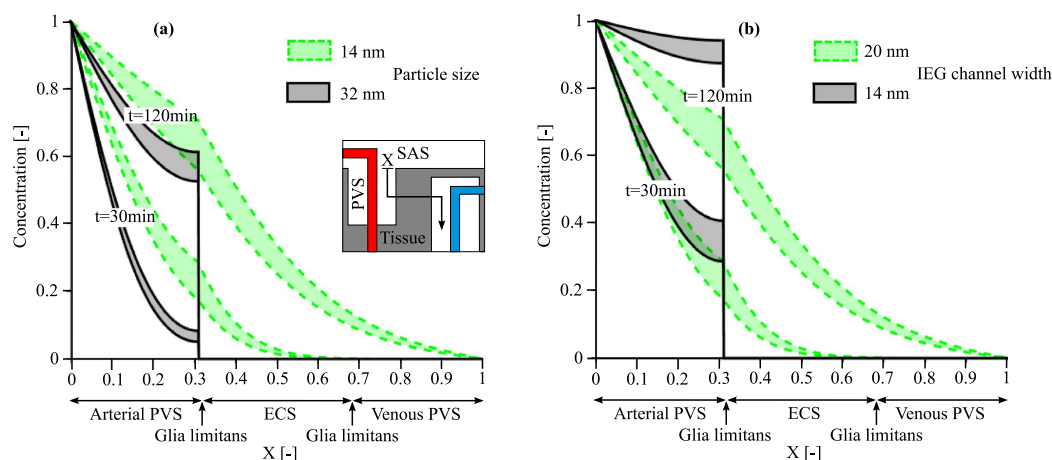 (a)
14 nm
Particle size
32 nm
Concentration [-]
1
0.8
0.6
0.4
0.2
0
t=120min
t=30min
X
SAS
PVS
Tissue
0 0.1 0.2 0.3 0.4 0.5 0.6 0.7 0.8 0.9 1
Arterial PVS ECS Venous PVS
Glia limitans Glia limitans
X [-]
(b)
20 nm
IEG channel width
14 nm
Concentration [-]
1
0.8
0.6
0.4
0.2
0
t=120min
t=30min
0 0.1 0.2 0.3 0.4 0.5 0.6 0.7 0.8 0.9 1
Arterial PVS ECS Venous PVS
Glia limitans Glia limitans
X [-]